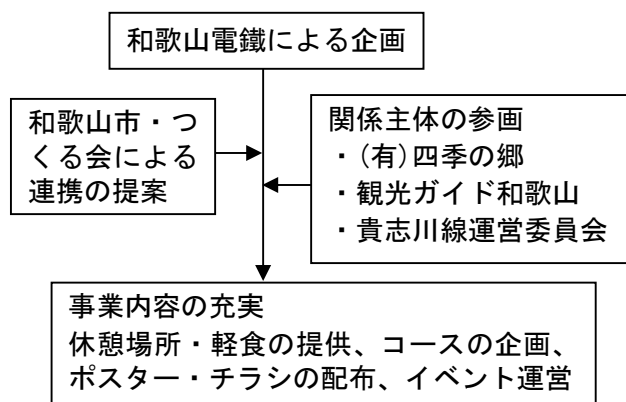 和歌山電鐵による企画
和歌山市・つ
くる会による
連携の提案
関係主体の参画
・(有)四季の郷
・観光ガイド和歌山
・貴志川線運営委員会
事業内容の充実
休憩場所・軽食の提供、コースの企画、
ポスター・チラシの配布、イベント運営